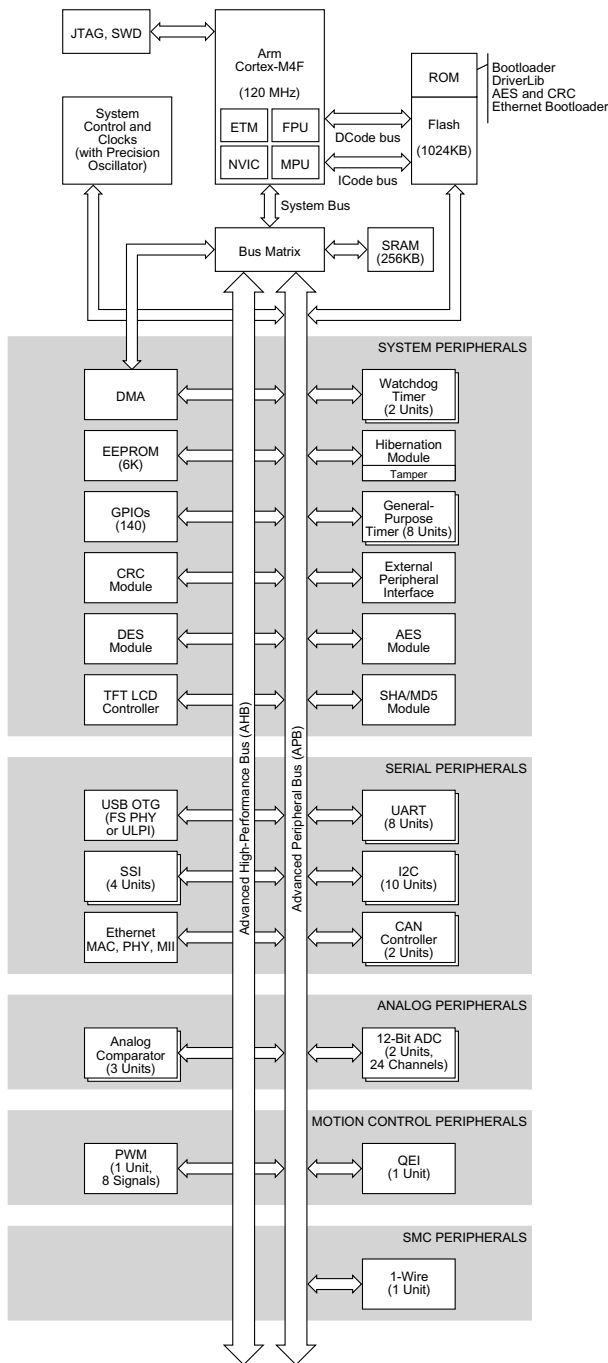 JTAG, SWD
Arm
Cortex-M4F
(120 MHz)
ETM
FPU
NVIC
MPU
ROM
Flash
(1024KB)
Bootloader
DriverLib
AES and CRC
Ethernet Bootloader
System
Control and
Clocks
(with Precision
Oscillator)
DCode bus
ICode bus
System Bus
Bus Matrix
SRAM
(256KB)
SYSTEM PERIPHERALS
DMA
Watchdog
Timer
(2 Units)
EEPROM
(6K)
Hibernation
Module
Tamper
GPIOs
(140)
General-
Purpose
Timer (8 Units)
CRC
Module
External
Peripheral
Interface
DES
Module
AES
Module
TFT LCD
Controller
SHA/MD5
Module
Advanced High-Performance Bus (AHB)
Advanced Peripheral Bus (APB)
SERIAL PERIPHERALS
USB OTG
(FS PHY
or ULPI)
UART
(8 Units)
SSI
(4 Units)
I2C
(10 Units)
Ethernet
MAC, PHY, MII
CAN
Controller
(2 Units)
ANALOG PERIPHERALS
Analog
Comparator
(3 Units)
12-Bit ADC
(2 Units,
24 Channels)
MOTION CONTROL PERIPHERALS
PWM
(1 Unit,
8 Signals)
QEI
(1 Unit)
SMC PERIPHERALS
1-Wire
(1 Unit)